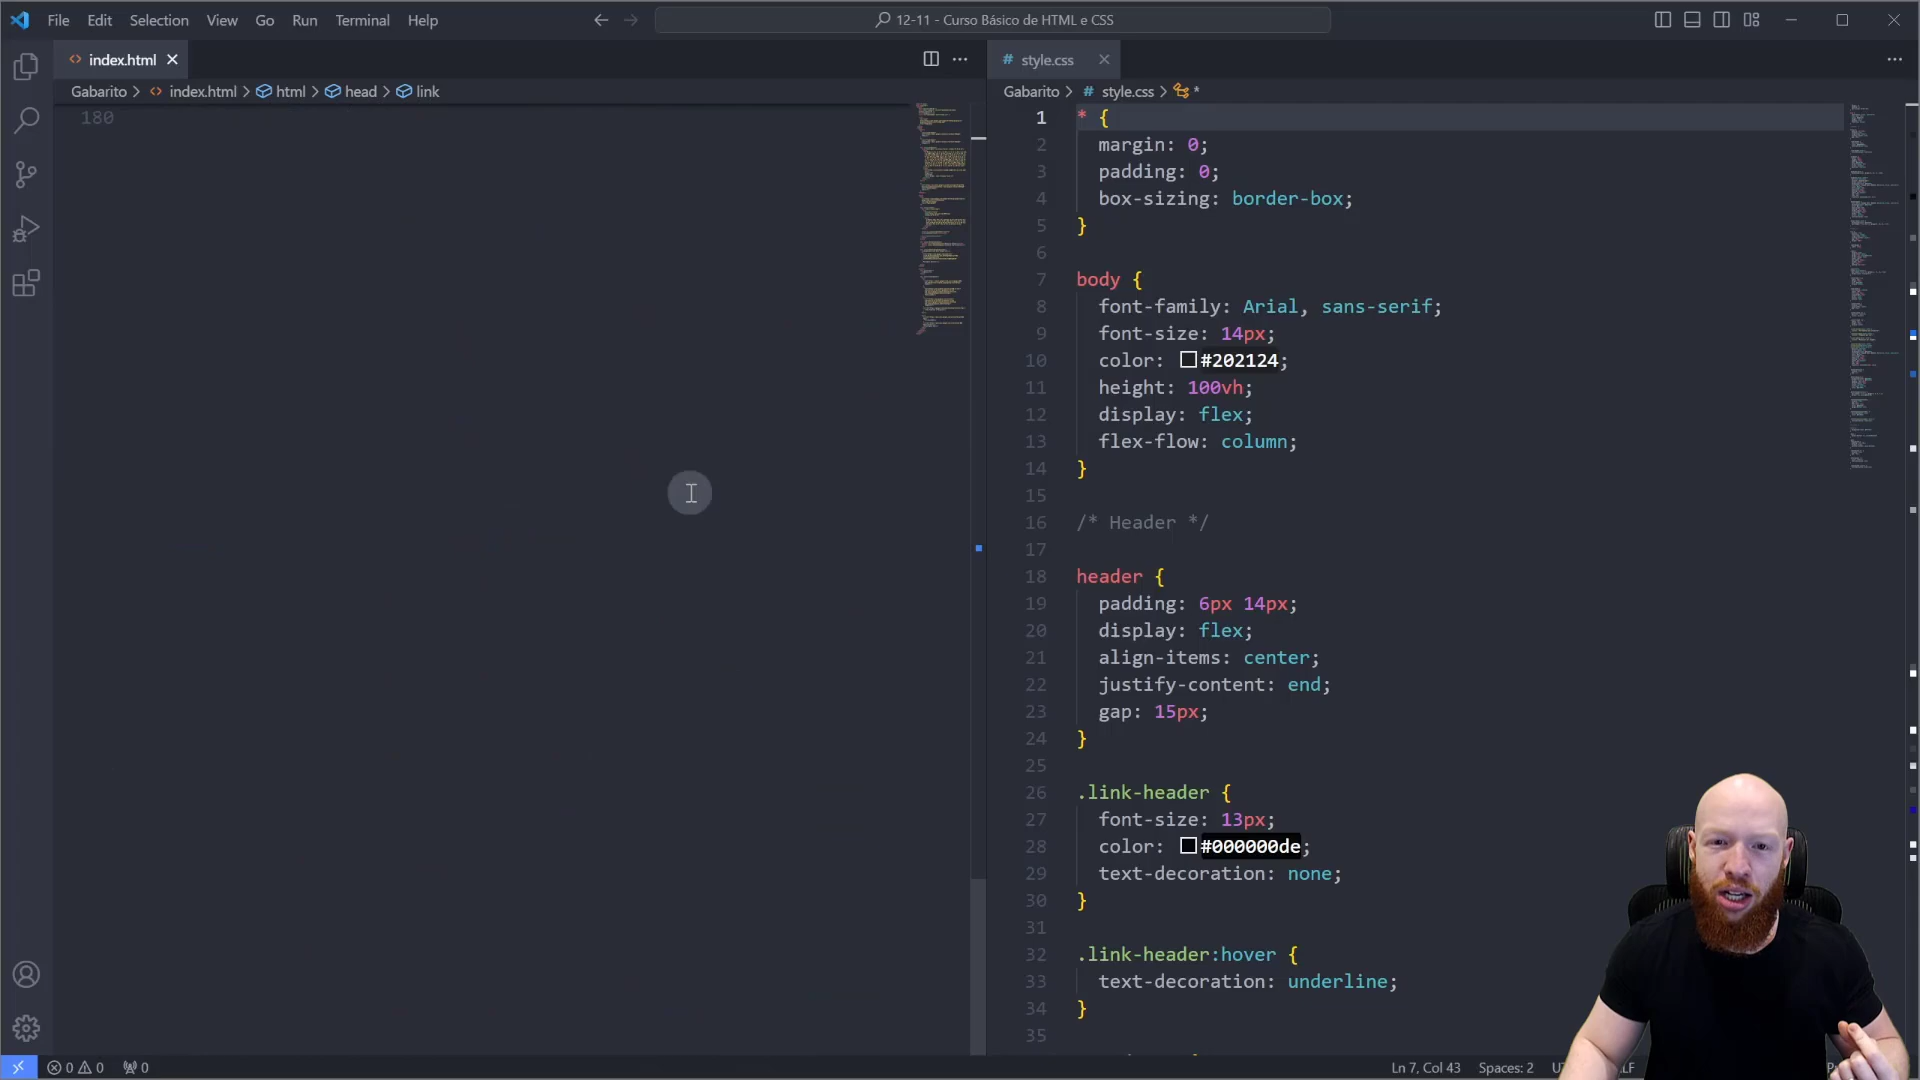 File Edit Selection View Go Run Terminal Help
12-11 - Curso Básico de HTML e CSS
index.html
Gabarito > index.html > html > head > link
180
style.css
Gabarito > # style.css > *
1 * {
2 margin: 0;
3 padding: 0;
4 box-sizing: border-box;
5 }
6
7 body {
8 font-family: Arial, sans-serif;
9 font-size: 14px;
10 color: #202124;
11 height: 100vh;
12 display: flex;
13 flex-flow: column;
14 }
15
16 /* Header */
17
18 header {
19 padding: 6px 14px;
20 display: flex;
21 align-items: center;
22 justify-content: end;
23 gap: 15px;
24 }
25
26 .link-header {
27 font-size: 13px;
28 color: #000000de;
29 text-decoration: none;
30 }
31
32 .link-header:hover {
33 text-decoration: underline;
34 }
35
0 0 0
Ln 7, Col 43 Spaces: 2